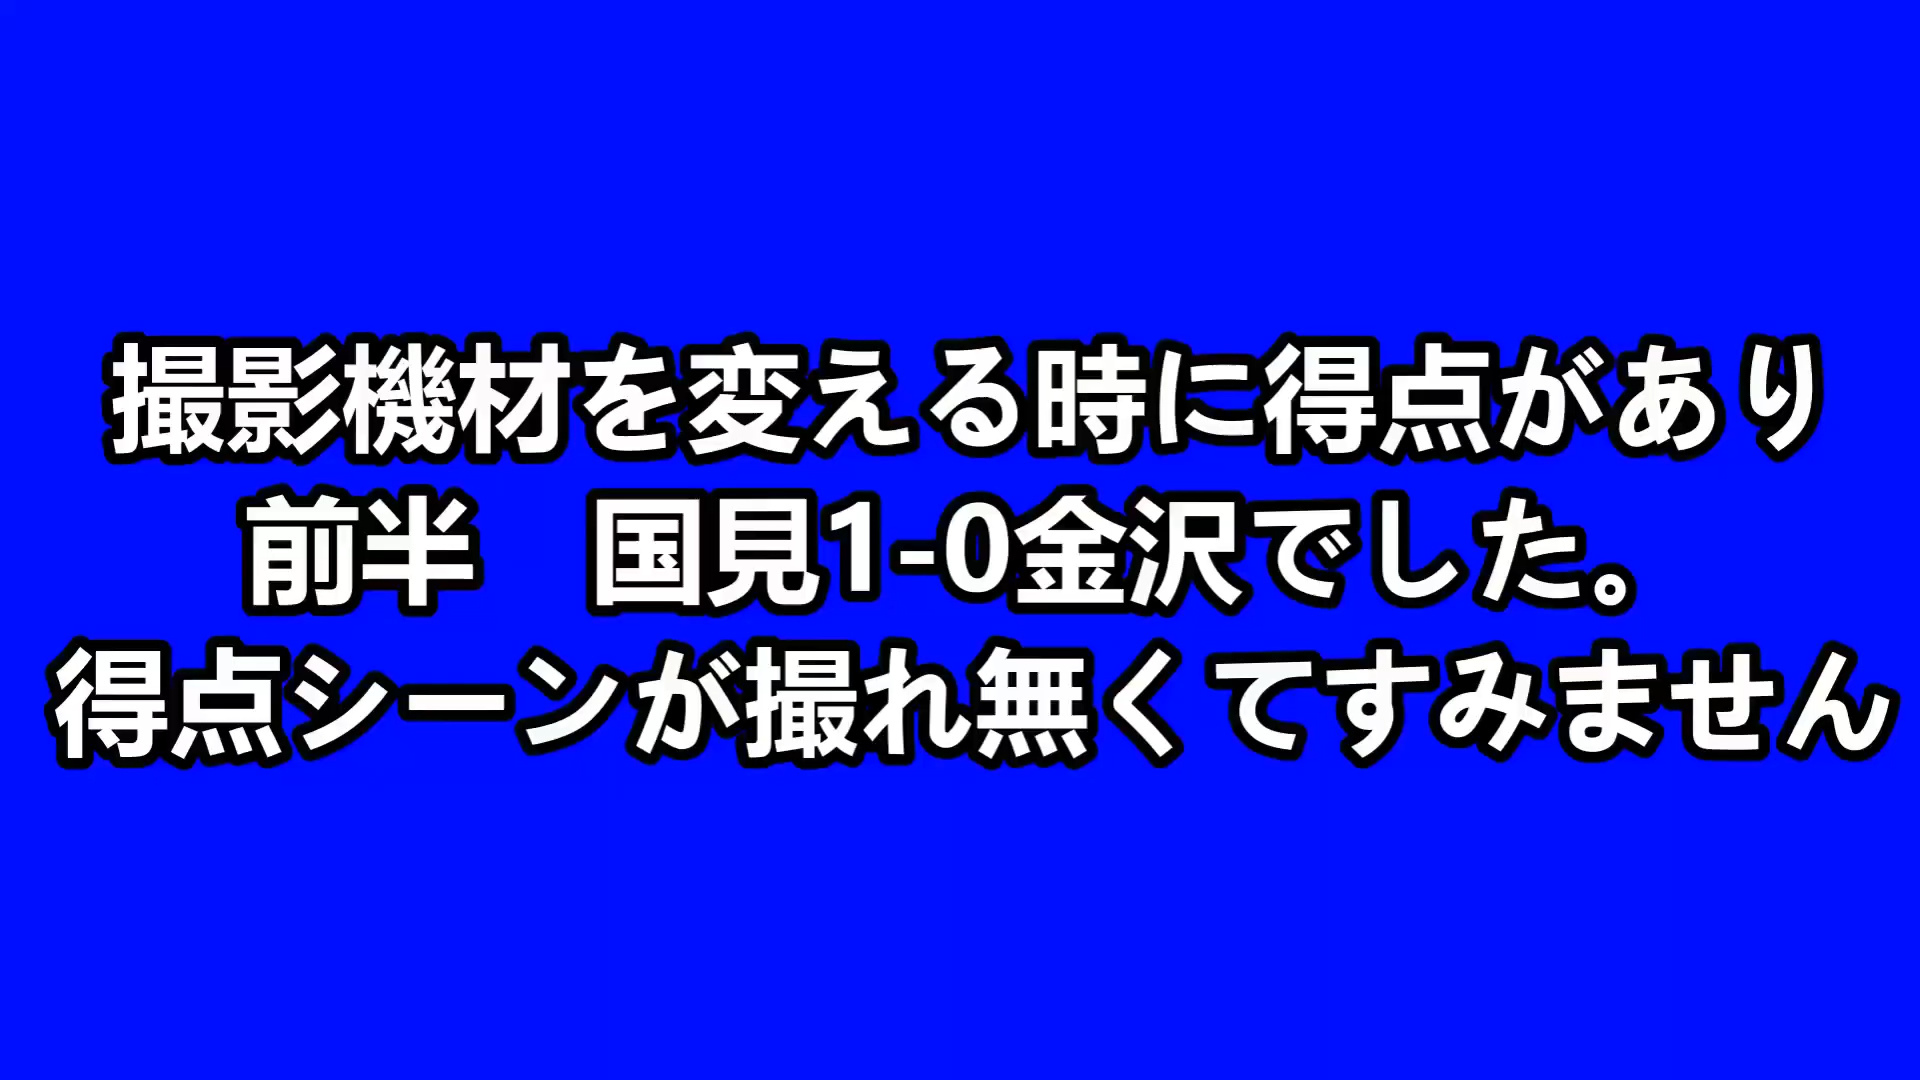 撮影機材を変える時に得点があり
前半　国見1-0金沢でした。
得点シーンが撮れ無くてすみません